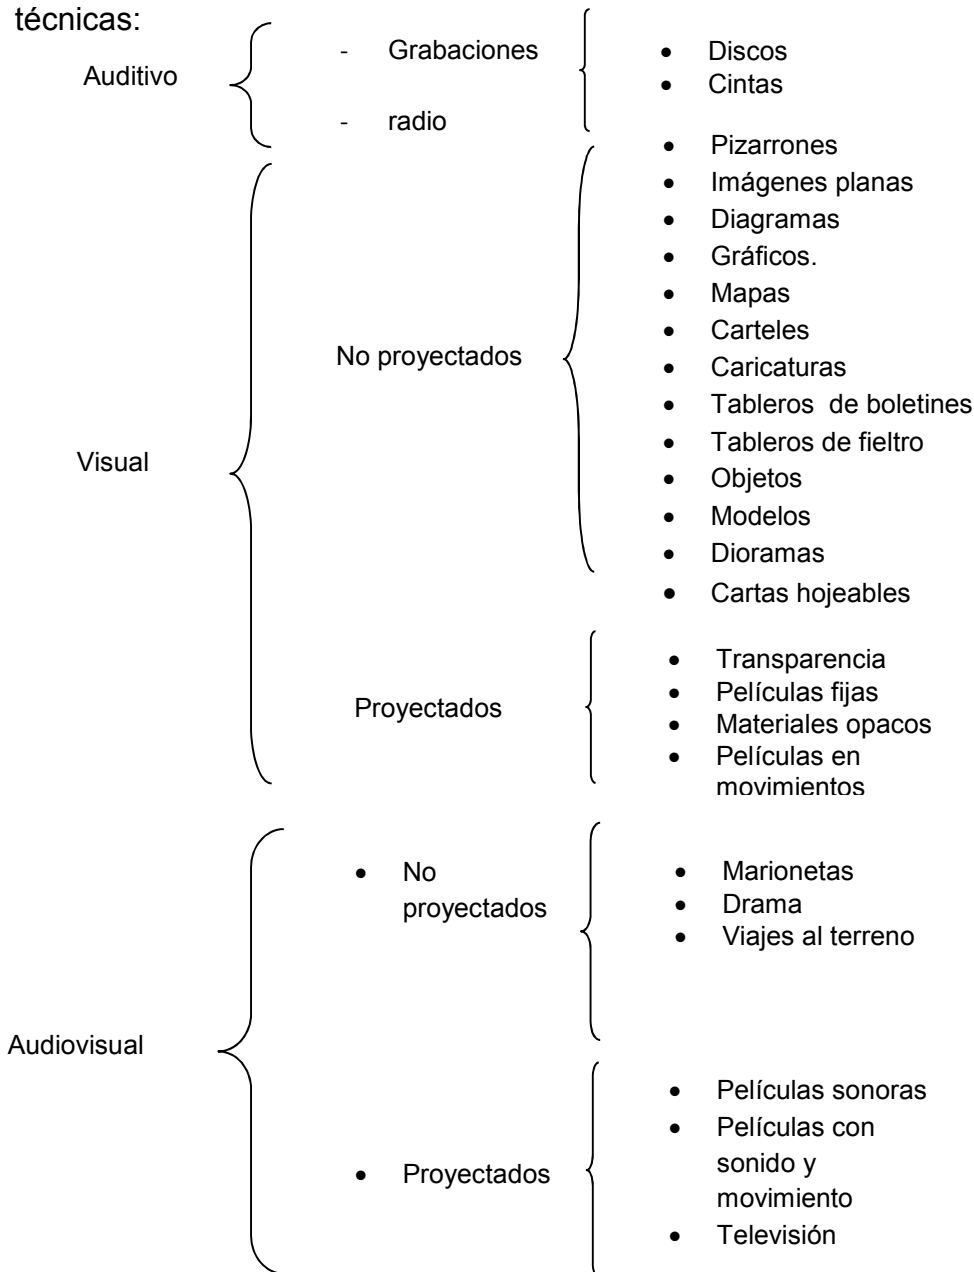 técnicas:
Auditivo
- Grabaciones
• Discos
• Cintas
- radio
Visual
No proyectados
• Pizarrones
• Imágenes planas
• Diagramas
• Gráficos.
• Mapas
• Carteles
• Caricaturas
• Tableros de boletines
• Tableros de fieltro
• Objetos
• Modelos
• Dioramas
• Cartas hojeables
Proyectados
• Transparencia
• Películas fijas
• Materiales opacos
• Películas en
movimientos
Audiovisual
• No
proyectados
• Marionetas
• Drama
• Viajes al terreno
• Proyectados
• Películas sonoras
• Películas con
sonido y
movimiento
• Televisión